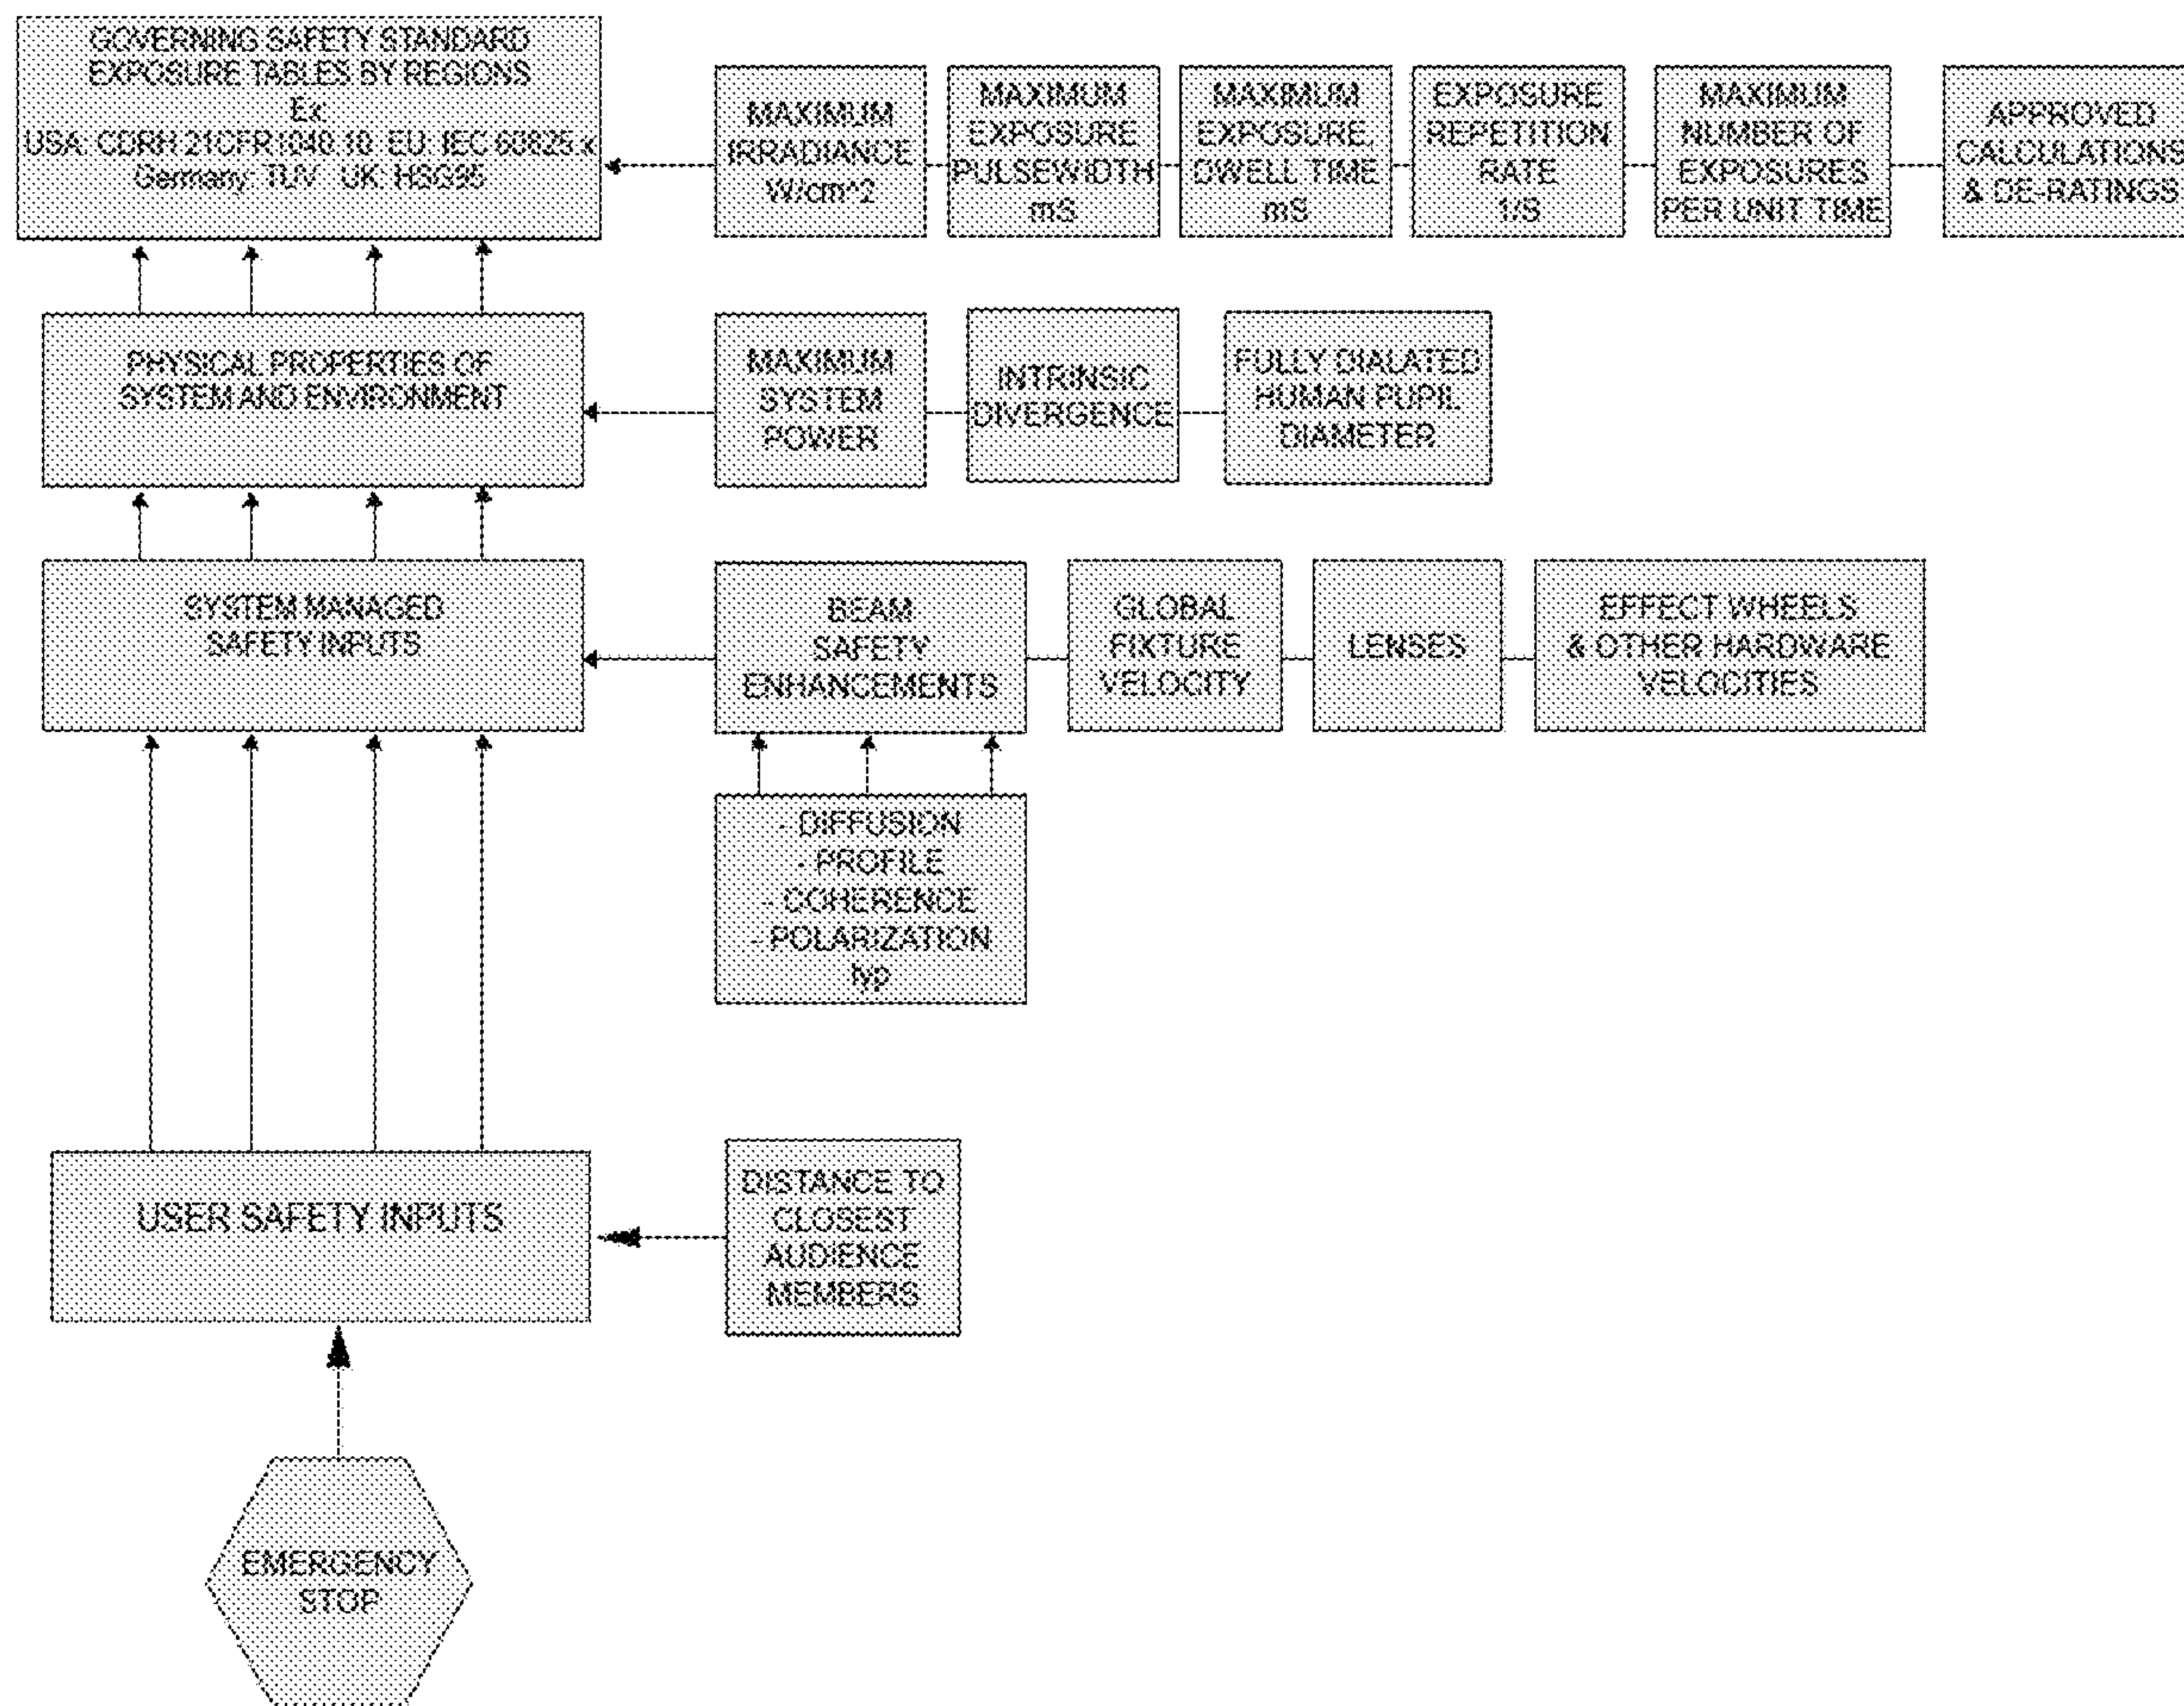 GOVERNING SAFETY STANDARD
EXPOSURE TABLES BY REGIONS
Ex:
USA: CDRH 21CFR1040.10 EU: IEC 60825.x
Germany: TUV UK: HSG95
MAXIMUM
IRRADIANCE
W/cm^2
MAXIMUM
EXPOSURE
PULSEWIDTH
mS
MAXIMUM
EXPOSURE
DWELL TIME
mS
EXPOSURE
REPETITION
RATE
1/S
MAXIMUM
NUMBER OF
EXPOSURES
PER UNIT TIME
APPROVED
CALCULATIONS
& DE-RATINGS
PHYSICAL PROPERTIES OF
SYSTEM AND ENVIRONMENT
MAXIMUM
SYSTEM
POWER
INTRINSIC
DIVERGENCE
FULLY DIALATED
HUMAN PUPIL
DIAMETER
SYSTEM MANAGED
SAFETY INPUTS
BEAM
SAFETY
ENHANCEMENTS
GLOBAL
FIXTURE
VELOCITY
LENSES
EFFECT WHEELS
& OTHER HARDWARE
VELOCITIES
- DIFFUSION
- PROFILE
- COHERENCE
- POLARIZATION
typ
USER SAFETY INPUTS
DISTANCE TO
CLOSEST
AUDIENCE
MEMBERS
EMERGENCY
STOP